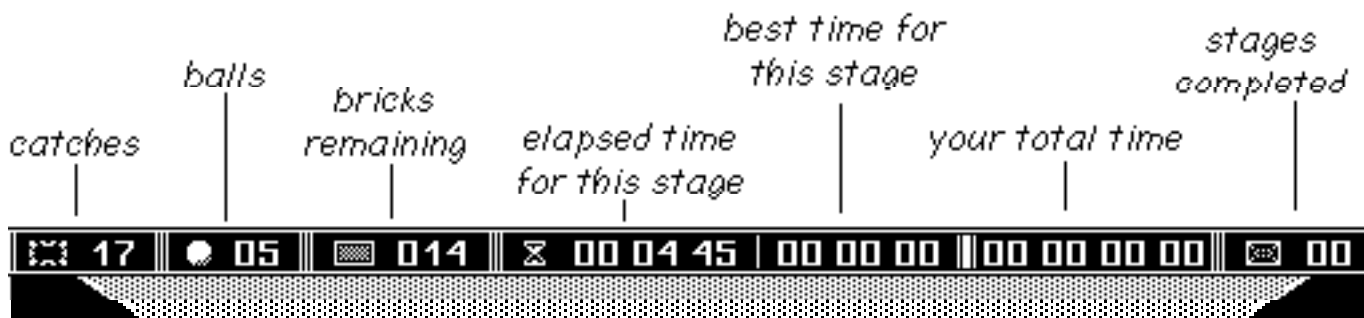 best time for
this stage
stages
completed
balls
bricks
remaining
catches
elapsed time
for this stage
your total time
17 05 014 00 04 45 00 00 00 00 00 00 00 00